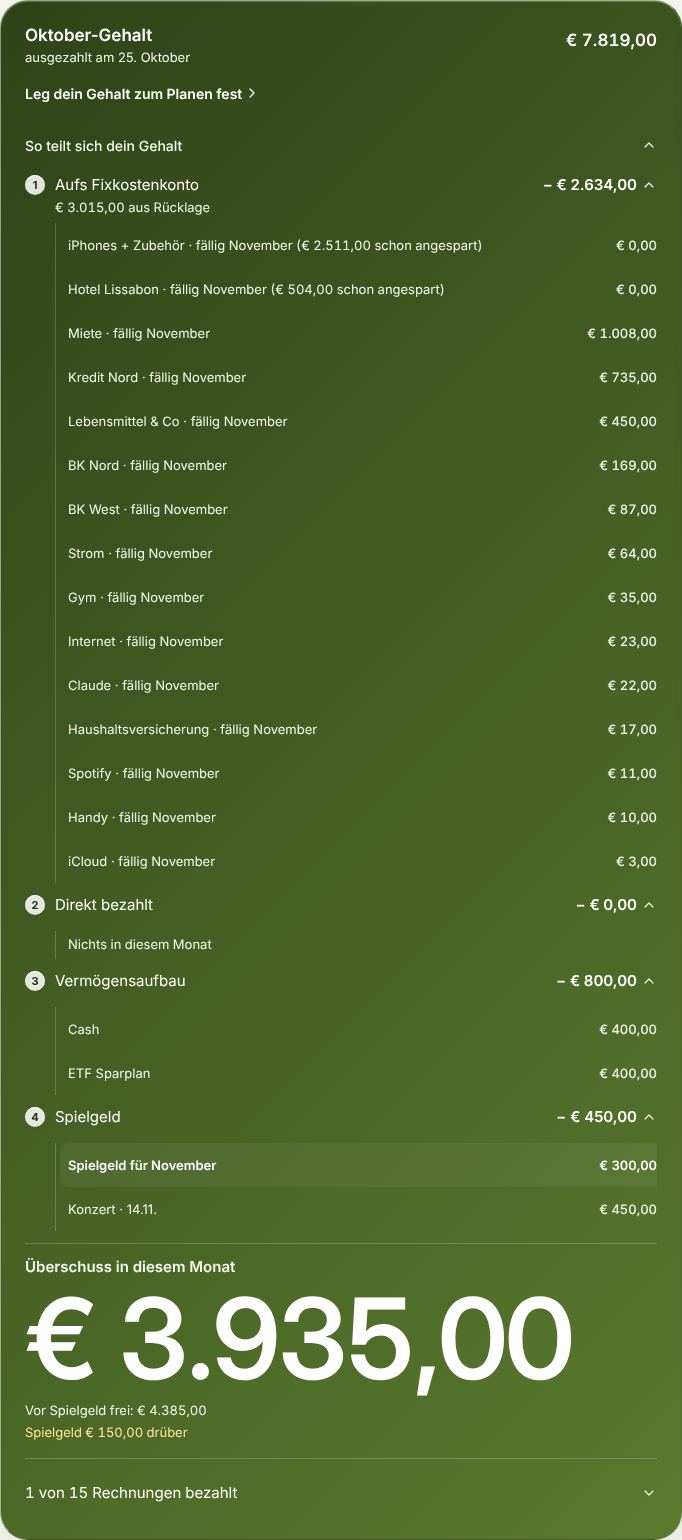 Oktober-Gehalt
€ 7.819,00
ausgezahlt am 25. Oktober
Leg dein Gehalt zum Planen fest
So teilt sich dein Gehalt
1 Aufs Fixkostenkonto – € 2.634,00
€ 3.015,00 aus Rücklage
iPhones + Zubehör · fällig November (€ 2.511,00 schon angespart) € 0,00
Hotel Lissabon · fällig November (€ 504,00 schon angespart) € 0,00
Miete · fällig November € 1.008,00
Kredit Nord · fällig November € 735,00
Lebensmittel & Co · fällig November € 450,00
BK Nord · fällig November € 169,00
BK West · fällig November € 87,00
Strom · fällig November € 64,00
Gym · fällig November € 35,00
Internet · fällig November € 23,00
Claude · fällig November € 22,00
Haushaltsversicherung · fällig November € 17,00
Spotify · fällig November € 11,00
Handy · fällig November € 10,00
iCloud · fällig November € 3,00
2 Direkt bezahlt – € 0,00
Nichts in diesem Monat
3 Vermögensaufbau – € 800,00
Cash € 400,00
ETF Sparplan € 400,00
4 Spielgeld – € 450,00
Spielgeld für November € 300,00
Konzert · 14.11. € 450,00
Überschuss in diesem Monat
€ 3.935,00
Vor Spielgeld frei: € 4.385,00
Spielgeld € 150,00 drüber
1 von 15 Rechnungen bezahlt